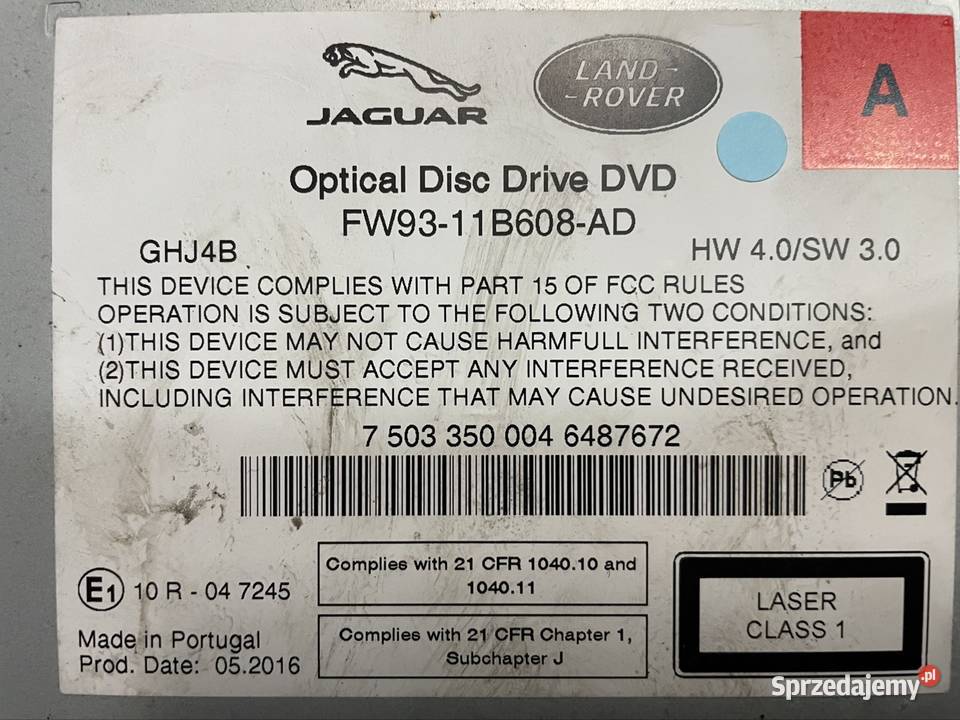 JAGUAR
LAND-
-ROVER
A
Optical Disc Drive DVD
FW93-11B608-AD
GHJ4B
HW 4.0/SW 3.0
THIS DEVICE COMPLIES WITH PART 15 OF FCC RULES
OPERATION IS SUBJECT TO THE FOLLOWING TWO CONDITIONS:
(1)THIS DEVICE MAY NOT CAUSE HARMFULL INTERFERENCE, and
(2)THIS DEVICE MUST ACCEPT ANY INTERFERENCE RECEIVED,
INCLUDING INTERFERENCE THAT MAY CAUSE UNDESIRED OPERATION.
7 503 350 004 6487672
Pb
E1 10 R - 04 7245
Made in Portugal
Prod. Date: 05.2016
Complies with 21 CFR 1040.10 and
1040.11
Complies with 21 CFR Chapter 1,
Subchapter J
LASER
CLASS 1
Sprzedajemy.pl